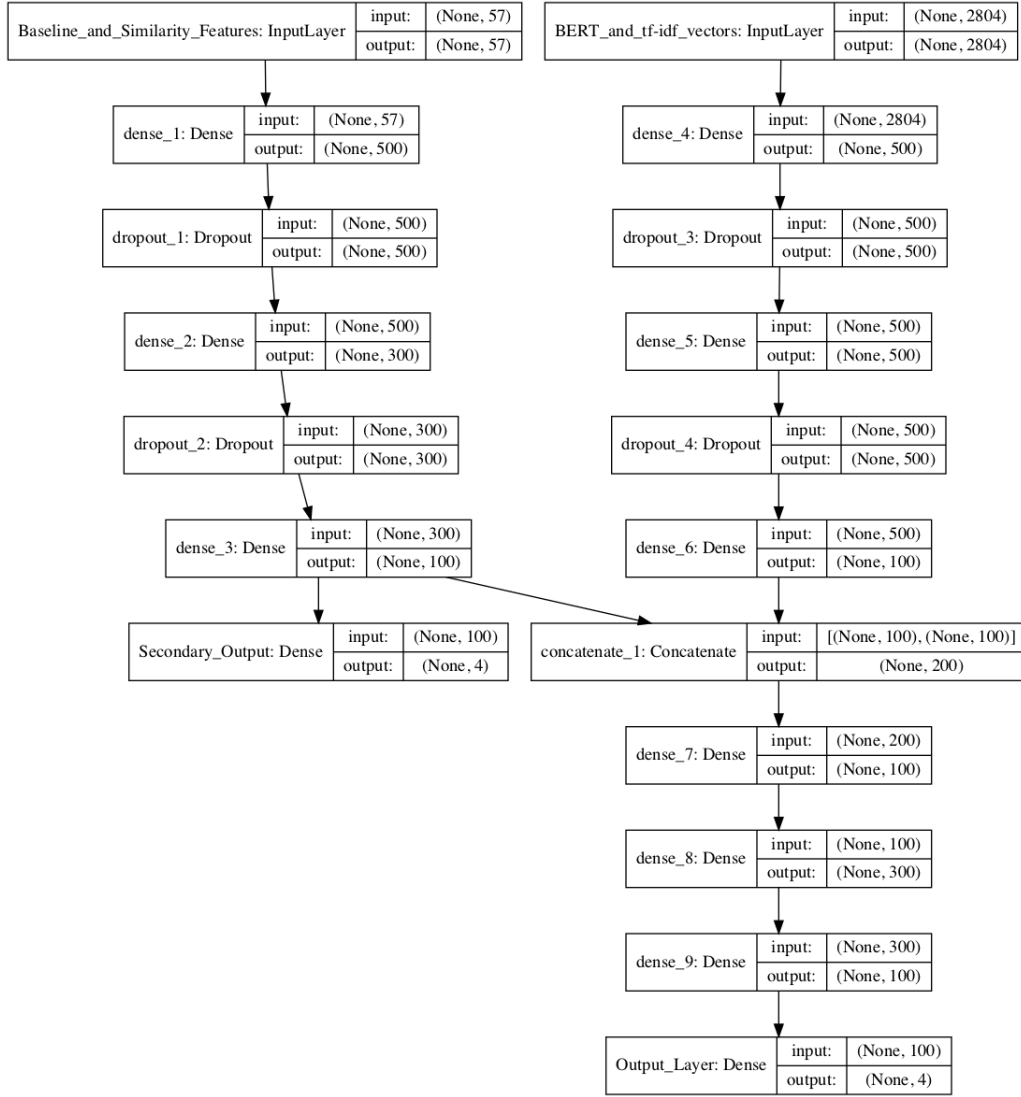 Baseline_and_Similarity_Features: InputLayer
input: (None, 57)
output: (None, 57)
BERT_and_tf-idf_vectors: InputLayer
input: (None, 2804)
output: (None, 2804)
dense_1: Dense
input: (None, 57)
output: (None, 500)
dense_4: Dense
input: (None, 2804)
output: (None, 500)
dropout_1: Dropout
input: (None, 500)
output: (None, 500)
dropout_3: Dropout
input: (None, 500)
output: (None, 500)
dense_2: Dense
input: (None, 500)
output: (None, 300)
dense_5: Dense
input: (None, 500)
output: (None, 500)
dropout_2: Dropout
input: (None, 300)
output: (None, 300)
dropout_4: Dropout
input: (None, 500)
output: (None, 500)
dense_3: Dense
input: (None, 300)
output: (None, 100)
dense_6: Dense
input: (None, 500)
output: (None, 100)
Secondary_Output: Dense
input: (None, 100)
output: (None, 4)
concatenate_1: Concatenate
input: [(None, 100), (None, 100)]
output: (None, 200)
dense_7: Dense
input: (None, 200)
output: (None, 100)
dense_8: Dense
input: (None, 100)
output: (None, 300)
dense_9: Dense
input: (None, 300)
output: (None, 100)
Output_Layer: Dense
input: (None, 100)
output: (None, 4)